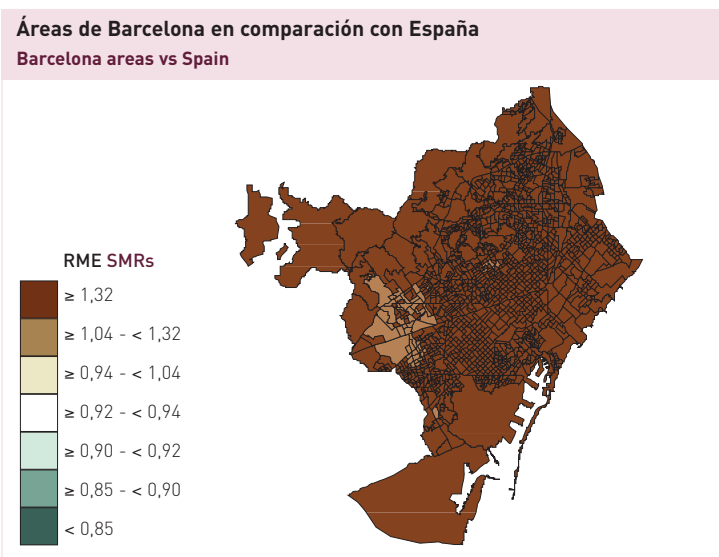 Áreas de Barcelona en comparación con España
Barcelona areas vs Spain
RME SMRs
≥ 1,32
≥ 1,04 - < 1,32
≥ 0,94 - < 1,04
≥ 0,92 - < 0,94
≥ 0,90 - < 0,92
≥ 0,85 - < 0,90
< 0,85